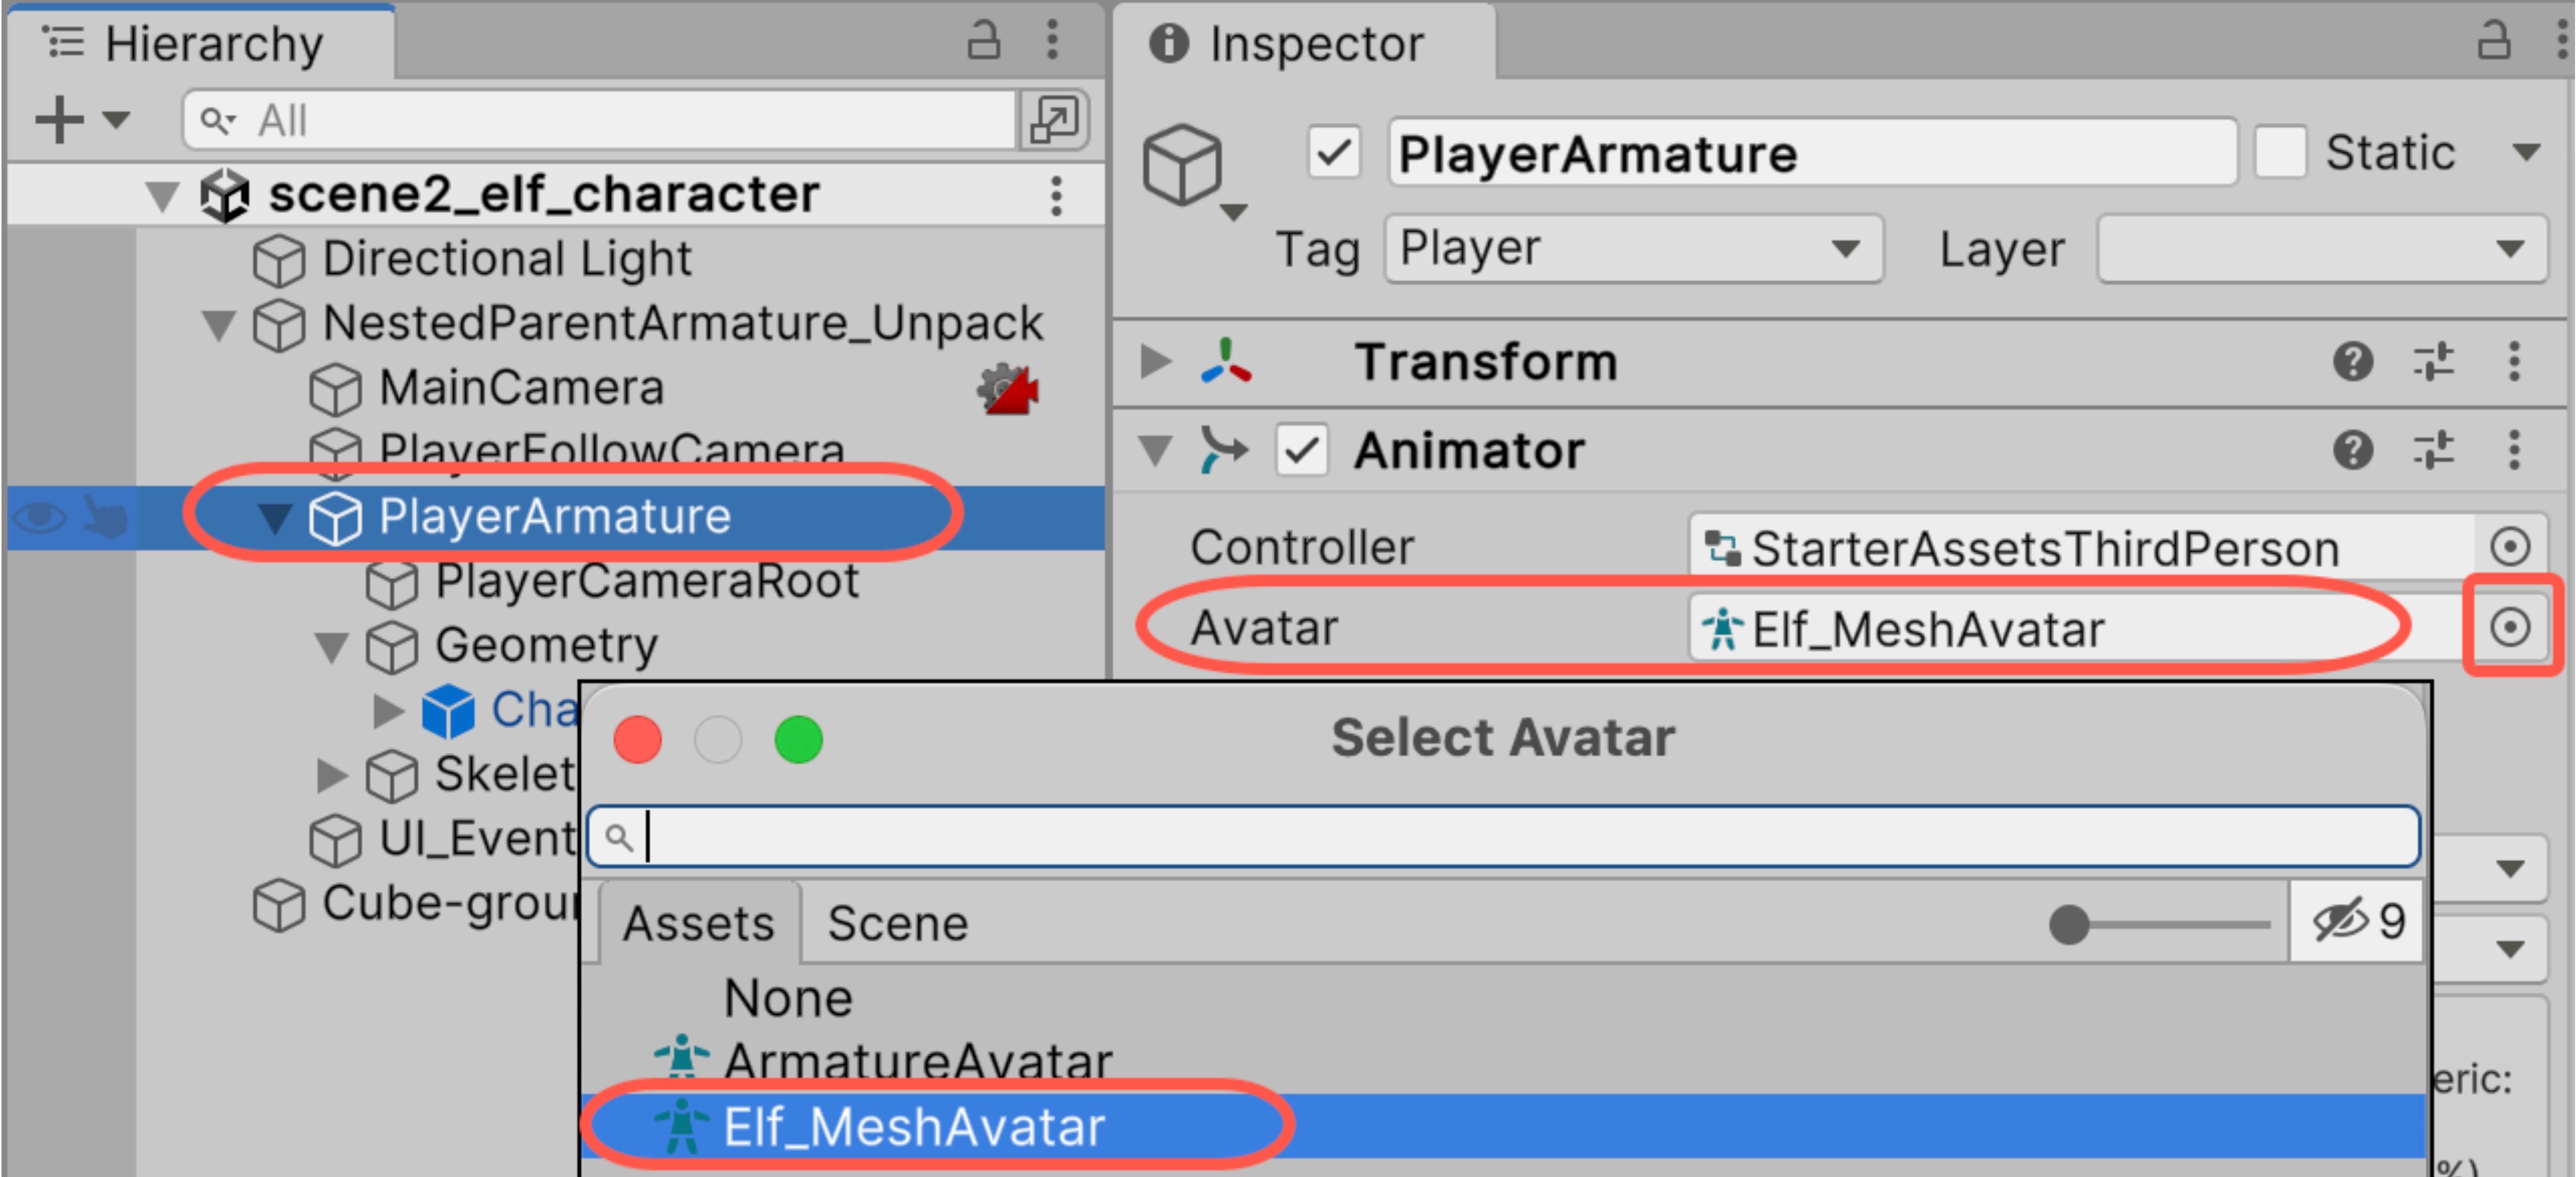 Hierarchy
All
scene2_elf_character
Directional Light
NestedParentArmature_Unpack
MainCamera
PlayerFollowCamera
PlayerArmature
PlayerCameraRoot
Geometry
Cha
Skelet
UI_Event
Cube-grour
Inspector
PlayerArmature
Static
Tag Player Layer
Transform
Animator
Controller StarterAssetsThirdPerson
Avatar Elf_MeshAvatar
Select Avatar
Assets Scene 9
None
ArmatureAvatar
Elf_MeshAvatar
eric:
%)